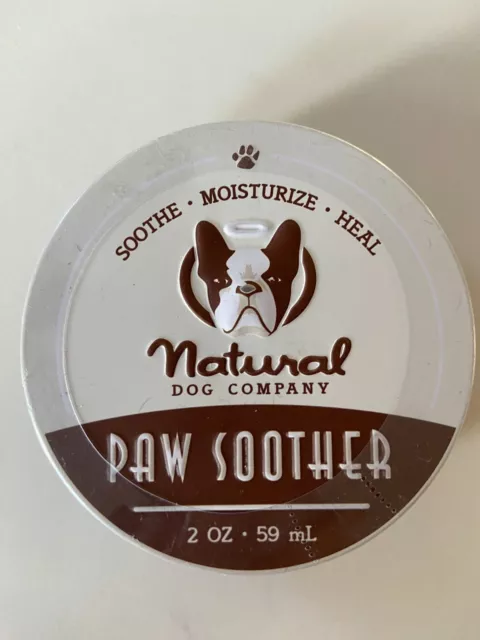 SOOTHE · MOISTURIZE · HEAL
Natural
DOG COMPANY
PAW SOOTHER
2 OZ · 59 mL